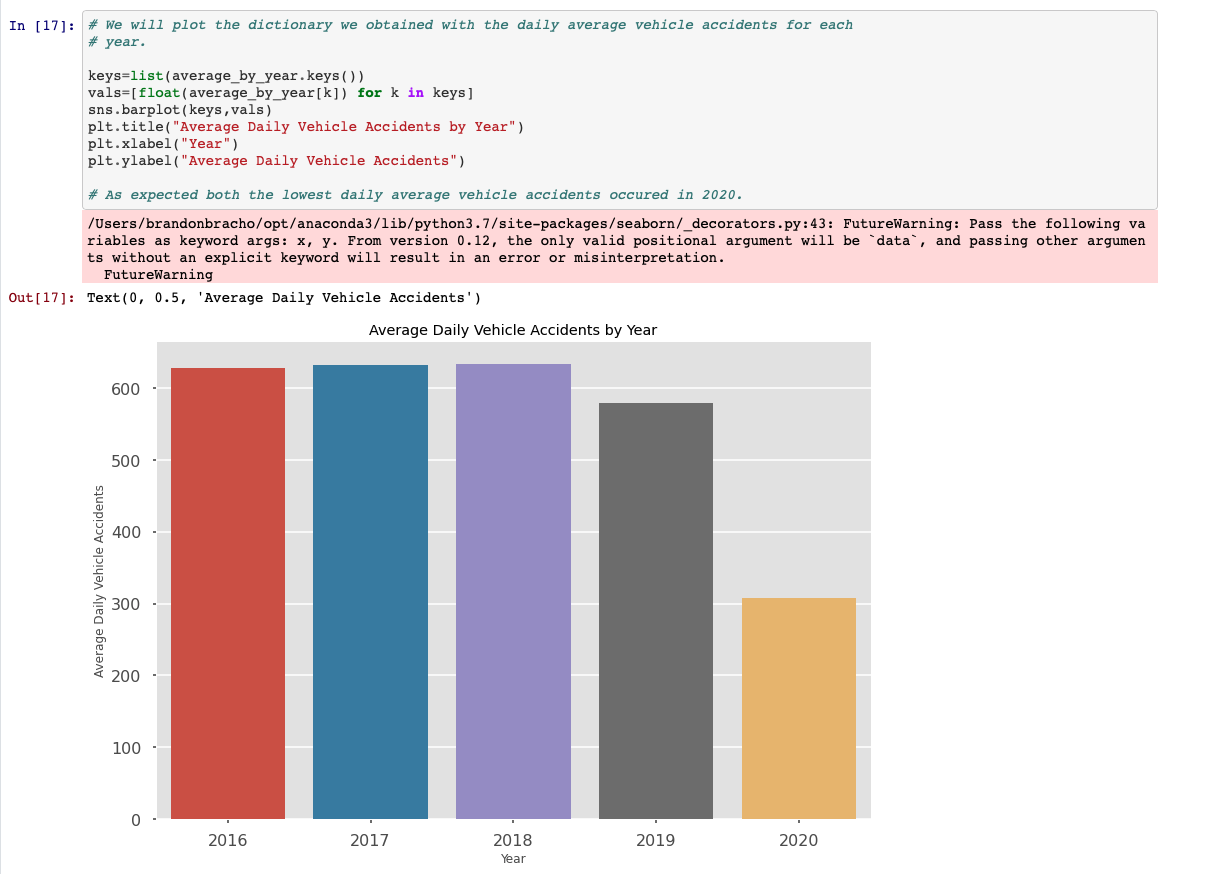 In [17]:
# We will plot the dictionary we obtained with the daily average vehicle accidents for each
# year.
keys=list(average_by_year.keys())
vals=[float(average_by_year[k]) for k in keys]
sns.barplot(keys,vals)
plt.title("Average Daily Vehicle Accidents by Year")
plt.xlabel("Year")
plt.ylabel("Average Daily Vehicle Accidents")
# As expected both the lowest daily average vehicle accidents occured in 2020.
/Users/brandonbracho/opt/anaconda3/lib/python3.7/site-packages/seaborn/_decorators.py:43: FutureWarning: Pass the following va
riables as keyword args: x, y. From version 0.12, the only valid positional argument will be `data`, and passing other argumen
ts without an explicit keyword will result in an error or misinterpretation.
  FutureWarning
Out[17]: Text(0, 0.5, 'Average Daily Vehicle Accidents')
Average Daily Vehicle Accidents by Year
Average Daily Vehicle Accidents
600
500
400
300
200
100
0
2016 2017 2018 2019 2020
Year